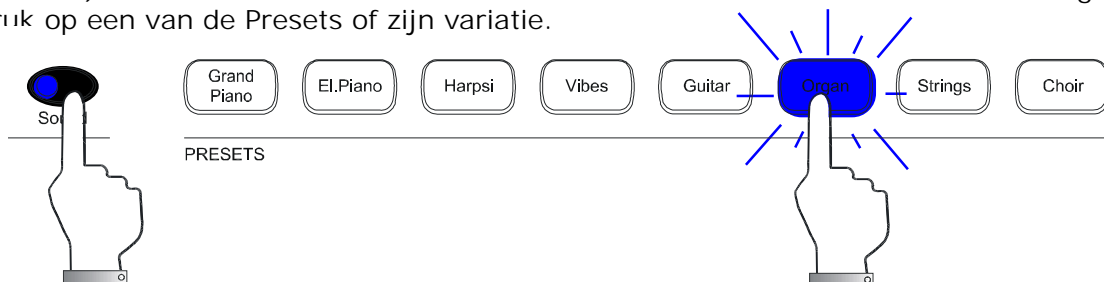 op een van de Presets of zijn variatie.
Grand Piano
El.Piano
Harpsi
Vibes
Guitar
Organ
Strings
Choir
PRESETS